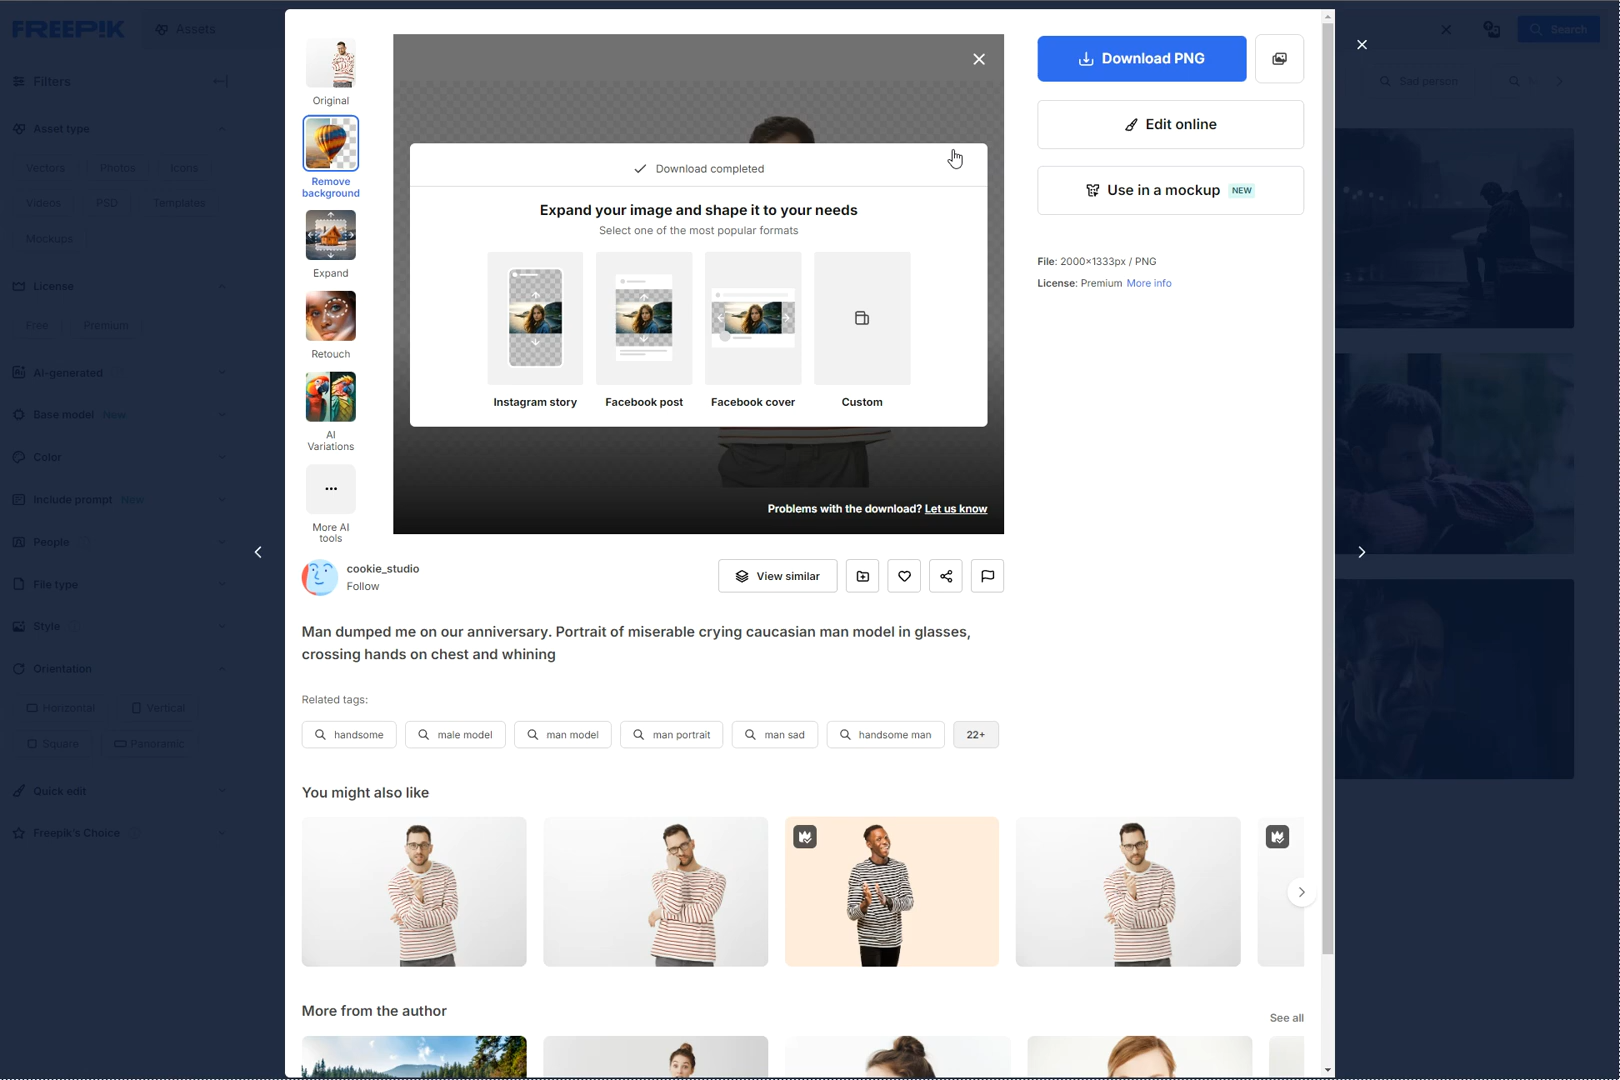 FREEPIK
Assets
Search
Filters
Sad person
Asset type
Vectors
Photos
Icons
Videos
PSD
Templates
Mockups
License
Free
Premium
AI-generated
Base model New
Color
Include prompt New
People
File type
Style
Orientation
Horizontal
Vertical
Square
Panoramic
Quick edit
Freepik's Choice
Original
Remove
background
Expand
Retouch
AI
Variations
More AI
tools
Download completed
Expand your image and shape it to your needs
Select one of the most popular formats
Instagram story
Facebook post
Facebook cover
Custom
Problems with the download? Let us know
Download PNG
Edit online
Use in a mockup NEW
File: 2000×1333px / PNG
License: Premium More info
cookie_studio
Follow
View similar
Man dumped me on our anniversary. Portrait of miserable crying caucasian man model in glasses,
crossing hands on chest and whining
Related tags:
handsome
male model
man model
man portrait
man sad
handsome man
22+
You might also like
More from the author
See all